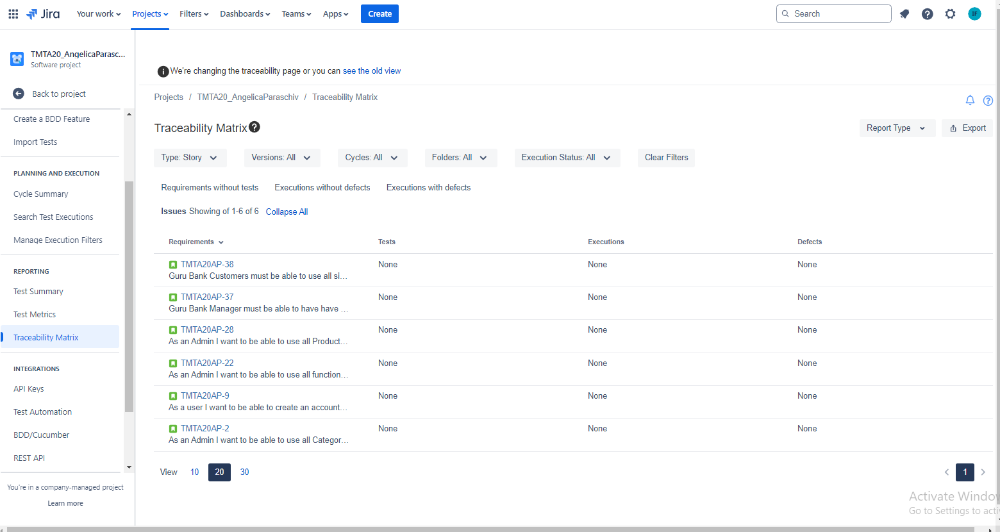 Jira Your work Projects Filters Dashboards Teams Apps Create Search IF
TMTA20_AngelicaParasc...
Software project
Back to project
Create a BDD Feature
Import Tests
PLANNING AND EXECUTION
Cycle Summary
Search Test Executions
Manage Execution Filters
REPORTING
Test Summary
Test Metrics
Traceability Matrix
INTEGRATIONS
API Keys
Test Automation
BDD/Cucumber
REST API
You're in a company-managed project
Learn more
We're changing the traceability page or you can see the old view
Projects / TMTA20_AngelicaParaschiv / Traceability Matrix
Traceability Matrix
Report Type Export
Type: Story Versions: All Cycles: All Folders: All Execution Status: All Clear Filters
Requirements without tests Executions without defects Executions with defects
Issues Showing of 1-6 of 6 Collapse All
Requirements Tests Executions Defects
TMTA20AP-38 None None None
Guru Bank Customers must be able to use all si...
TMTA20AP-37 None None None
Guru Bank Manager must be able to have have ...
TMTA20AP-28 None None None
As an Admin I want to be able to use all Product...
TMTA20AP-22 None None None
As an Admin I want to be able to use all function...
TMTA20AP-9 None None None
As a user I want to be able to create an account...
TMTA20AP-2 None None None
As an Admin I want to be able to use all Categor...
View 10 20 30 1
Activate Windo
Go to Settings to acti